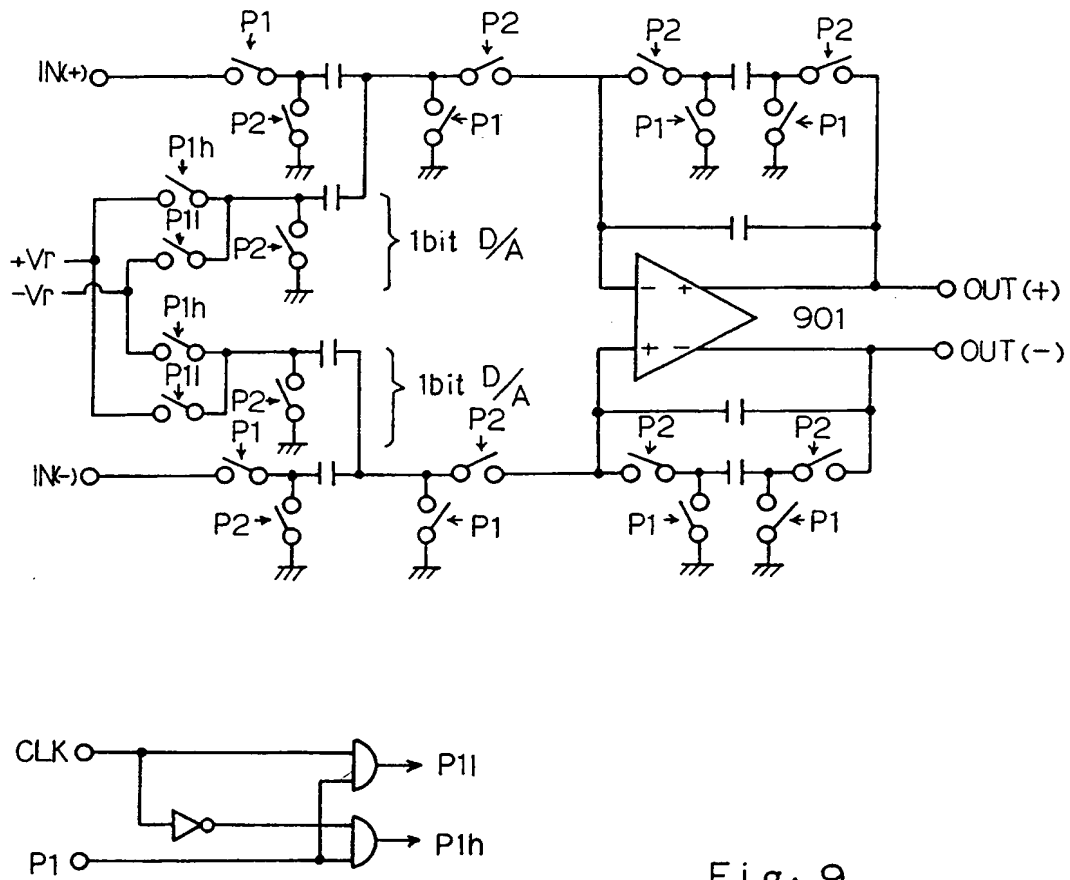 P1
P2
P2
P2
IN(+)
P2
P1
P1
P1
P1h
P1l
P2
1bit D/A
+Vr
-Vr
P1h
901
OUT(+)
OUT(-)
P1l
P2
1bit D/A
P1
P2
P2
P2
IN(-)
P2
P1
P1
P1
CLK
P1l
P1h
P1
Fig. 9